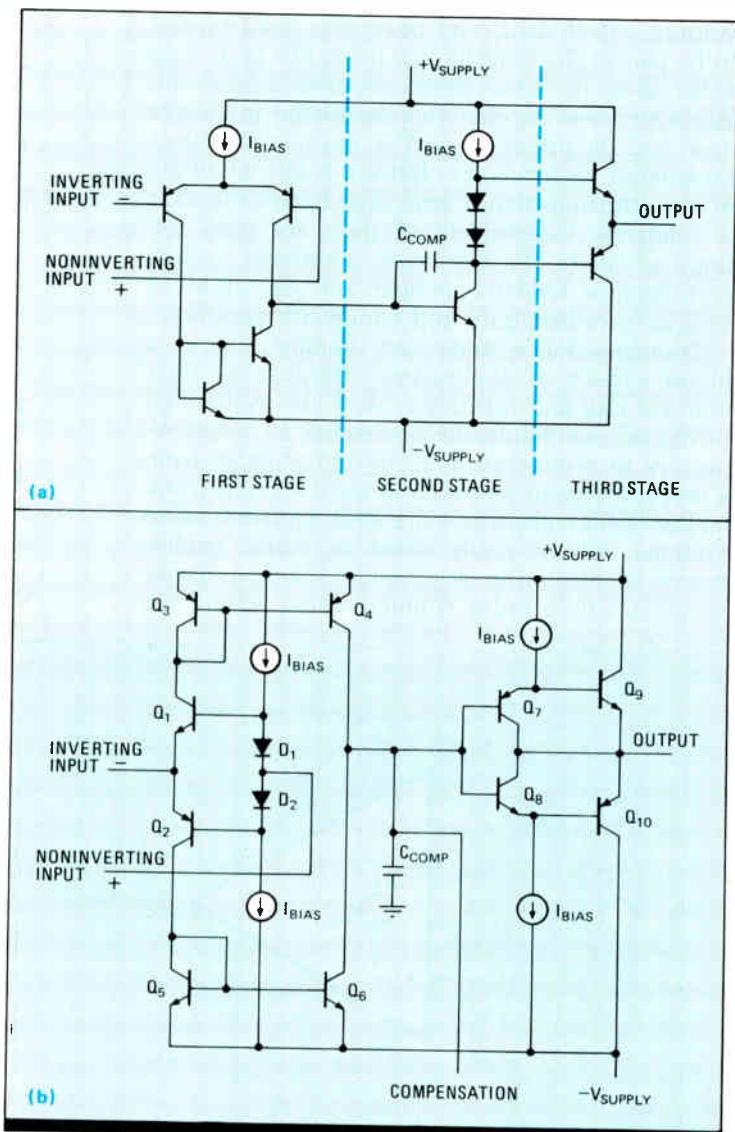 +VSUPPLY
IBIAS
IBIAS
INVERTING
INPUT −
OUTPUT
CCOMP
NONINVERTING
INPUT +
−VSUPPLY
FIRST STAGE
SECOND STAGE
THIRD STAGE
(a)
+VSUPPLY
Q3
Q4
IBIAS
IBIAS
Q9
Q1
Q7
INVERTING
INPUT −
D1
OUTPUT
D2
Q8
Q2
Q10
NONINVERTING
INPUT +
CCOMP
IBIAS
IBIAS
Q5
Q6
COMPENSATION
−VSUPPLY
(b)